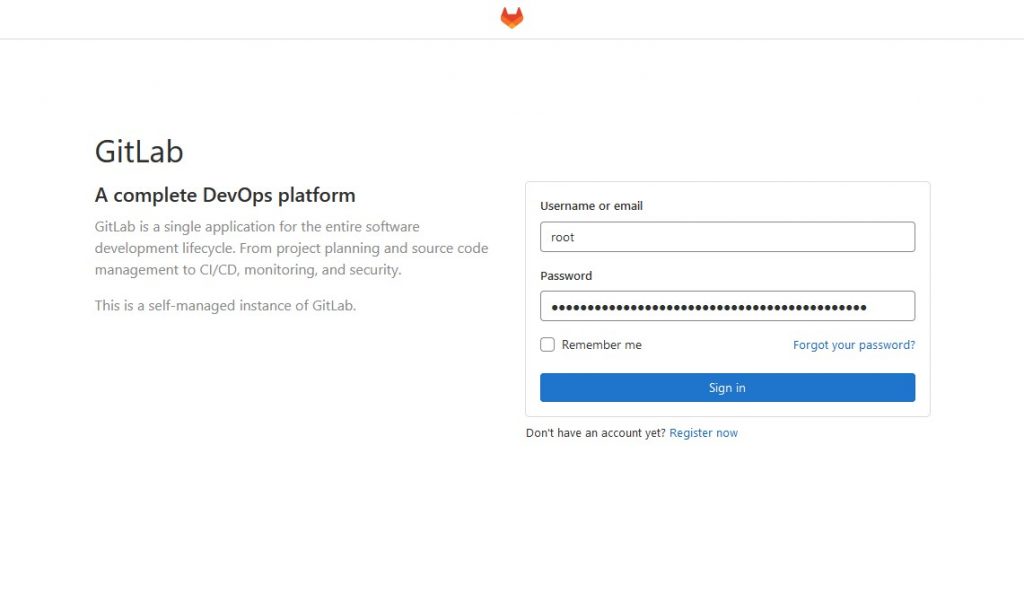 GitLab
A complete DevOps platform
GitLab is a single application for the entire software
development lifecycle. From project planning and source code
management to CI/CD, monitoring, and security.
This is a self-managed instance of GitLab.
Username or email
root
Password
●●●●●●●●●●●●●●●●●●●●●●●●●●●●●●●●●●●●●●●●●●●●
Remember me
Forgot your password?
Sign in
Don't have an account yet? Register now